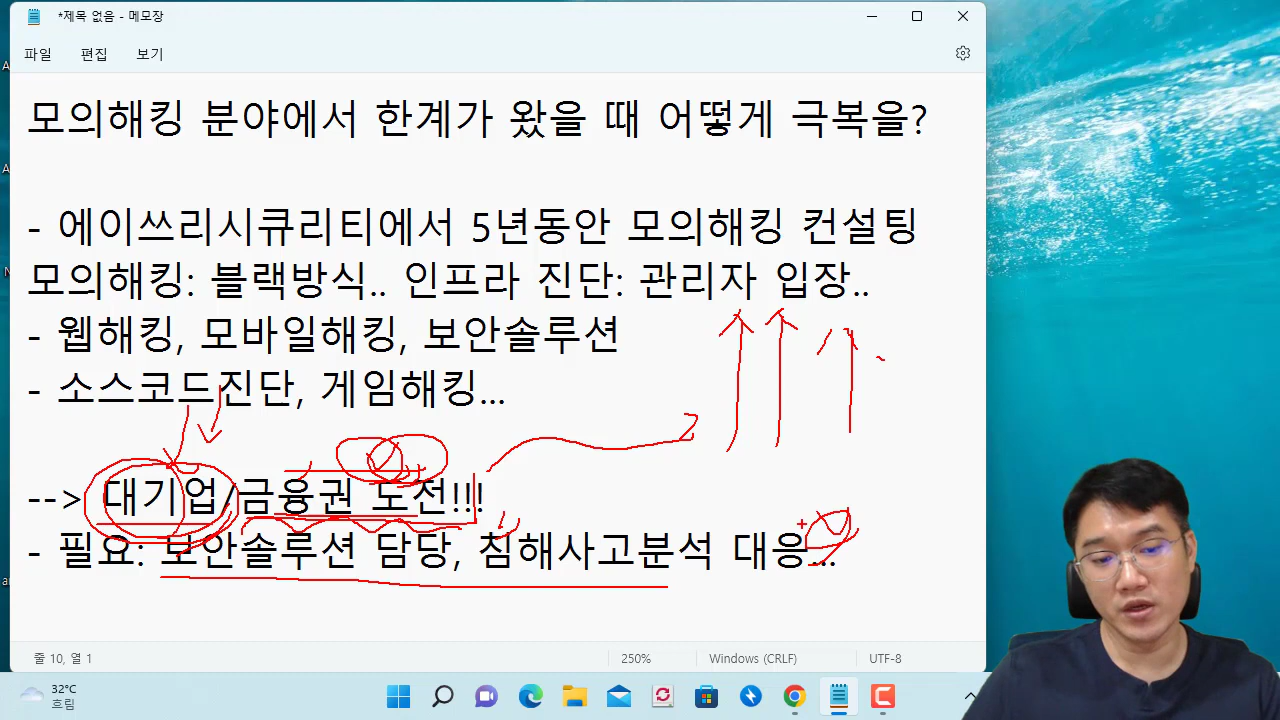 *제목 없음 - 메모장
파일 편집 보기
모의해킹 분야에서 한계가 왔을 때 어떻게 극복을?
- 에이쓰리시큐리티에서 5년동안 모의해킹 컨설팅
모의해킹: 블랙방식.. 인프라 진단: 관리자 입장..
- 웹해킹, 모바일해킹, 보안솔루션
- 소스코드진단, 게임해킹...
--> 대기업/금융권 도전!!!
- 필요: 보안솔루션 담당, 침해사고분석 대응...
줄 10, 열 1 250% Windows (CRLF) UTF-8
32°C
흐림